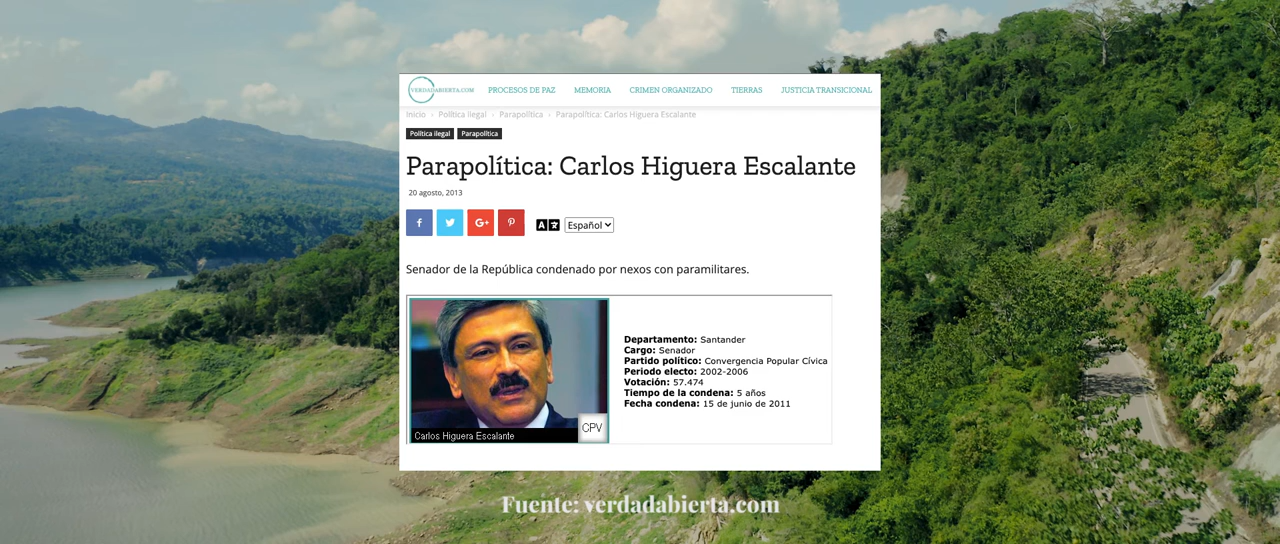 VERDADABIERTA.COM PROCESOS DE PAZ MEMORIA CRIMEN ORGANIZADO TIERRAS JUSTICIA TRANSICIONAL
Inicio › Política ilegal › Parapolítica › Parapolítica: Carlos Higuera Escalante
Política ilegal Parapolítica
Parapolítica: Carlos Higuera Escalante
20 agosto, 2013
Español
Senador de la República condenado por nexos con paramilitares.
Departamento: Santander
Cargo: Senador
Partido político: Convergencia Popular Cívica
Periodo electo: 2002-2006
Votación: 57.474
Tiempo de la condena: 5 años
Fecha condena: 15 de junio de 2011
CPV
Carlos Higuera Escalante
Fuente: verdadabierta.com